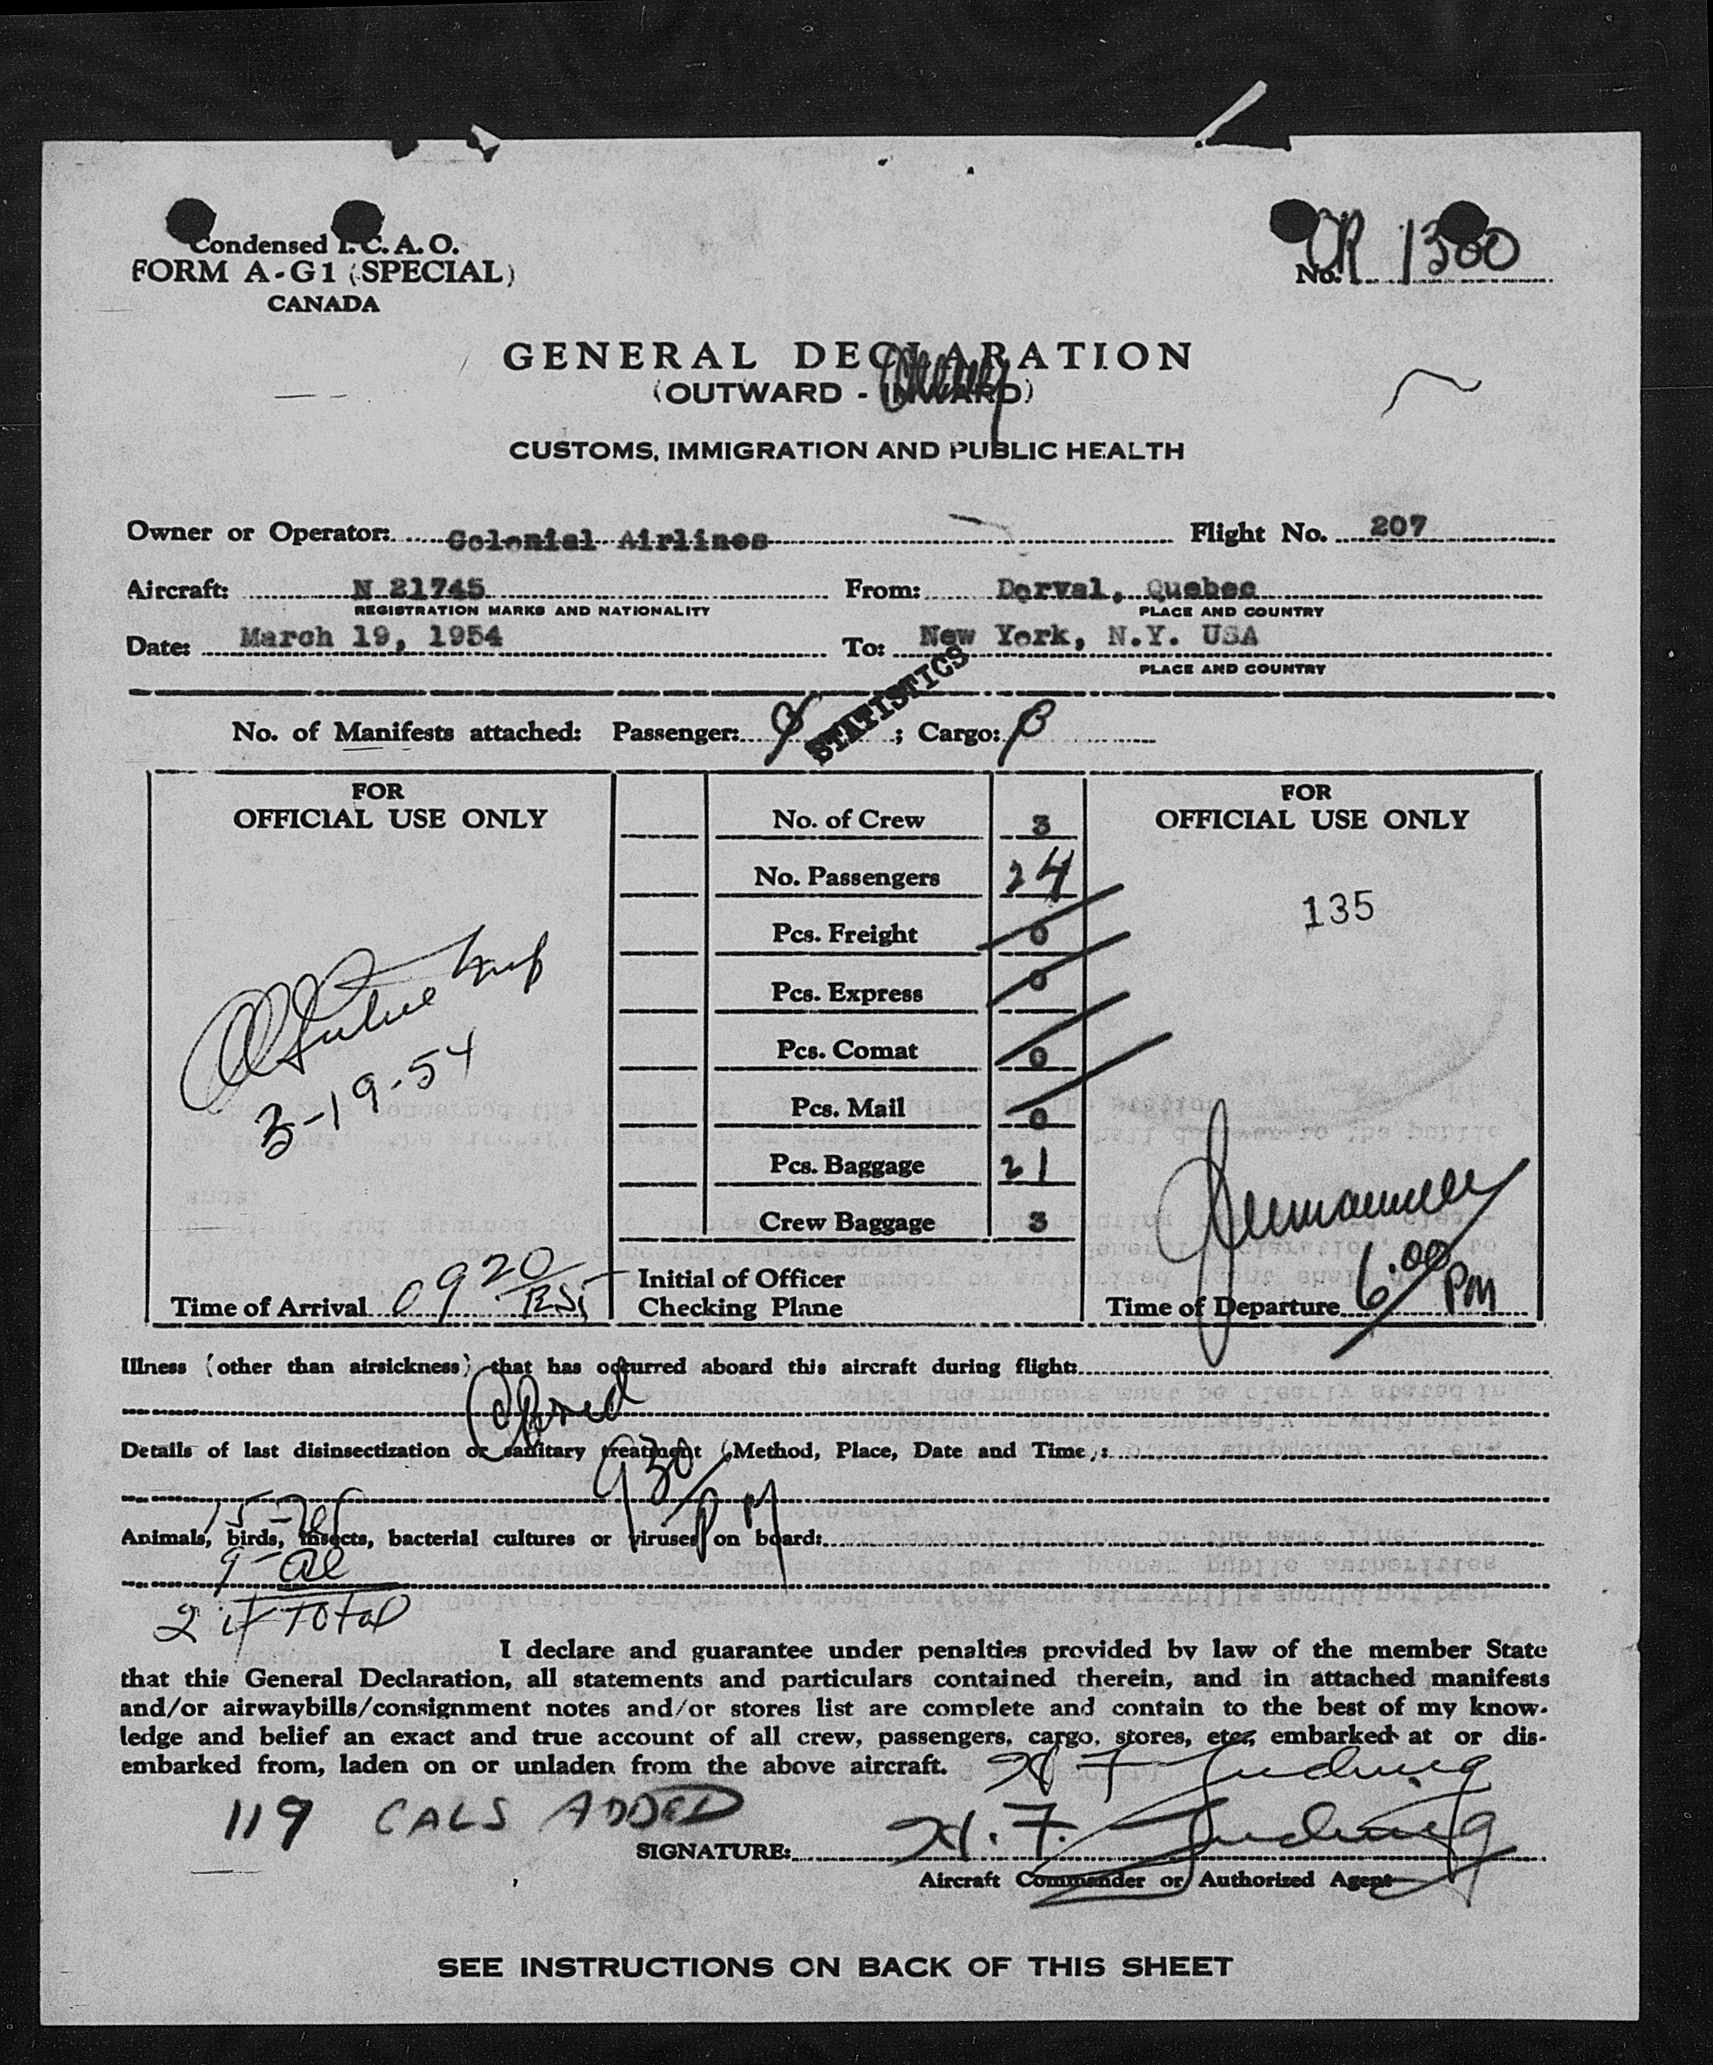 Condensed I. C. A. O.
FORM A-G1 (SPECIAL)
CANADA
No. CR 1300
GENERAL DECLARATION
(OUTWARD - INWARD)
CUSTOMS, IMMIGRATION AND PUBLIC HEALTH
Owner or Operator: Colonial Airlines Flight No. 207
Aircraft: N 21745 From: Dorval, Quebec
REGISTRATION MARKS AND NATIONALITY PLACE AND COUNTRY
Date: March 19, 1954 To: New York, N.Y. USA
PLACE AND COUNTRY
STATISTICS
No. of Manifests attached: Passenger: ; Cargo:
FOR
OFFICIAL USE ONLY
3-19-54
Time of Arrival 0920
No. of Crew 3
No. Passengers 24
Pcs. Freight 0
Pcs. Express 0
Pcs. Comat 0
Pcs. Mail 0
Pcs. Baggage 21
Crew Baggage 3
Initial of Officer
Checking Plane
FOR
OFFICIAL USE ONLY
135
Time of Departure 6.00 PM
Illness (other than airsickness) that has occurred aboard this aircraft during flight:
Details of last disinsectization or sanitary treatment (Method, Place, Date and Time):
930 PM
Animals, birds, insects, bacterial cultures or viruses on board:
9-al
24 Total
I declare and guarantee under penalties provided by law of the member State
that this General Declaration, all statements and particulars contained therein, and in attached manifests
and/or airwaybills/consignment notes and/or stores list are complete and contain to the best of my know-
ledge and belief an exact and true account of all crew, passengers, cargo, stores, etc., embarked at or dis-
embarked from, laden on or unladen from the above aircraft. H F Ludwig
119 CALS ADDED
SIGNATURE: H. F. Ludwig
Aircraft Commander or Authorized Agent
SEE INSTRUCTIONS ON BACK OF THIS SHEET